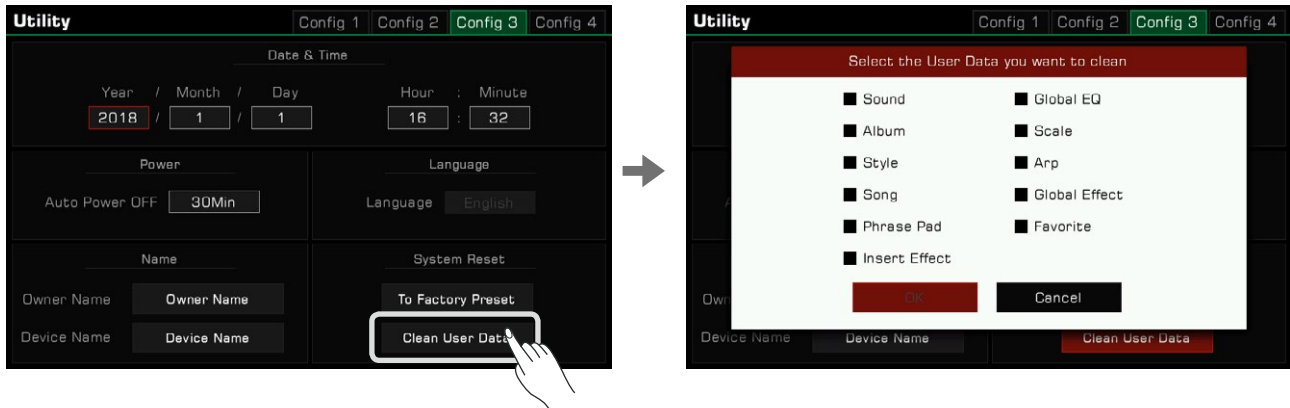 Utility Config 1 Config 2 Config 3 Config 4
Date & Time
Year / Month / Day Hour : Minute
2018 / 1 / 1 16 : 32
Power
Auto Power OFF 30Min
Language
Language English
Name
Owner Name Owner Name
Device Name Device Name
System Reset
To Factory Preset
Clean User Data
Utility Config 1 Config 2 Config 3 Config 4
Select the User Data you want to clean
Sound Global EQ
Album Scale
Style Arp
Song Global Effect
Phrase Pad Favorite
Insert Effect
OK Cancel
Own
Device Name Device Name Clean User Data